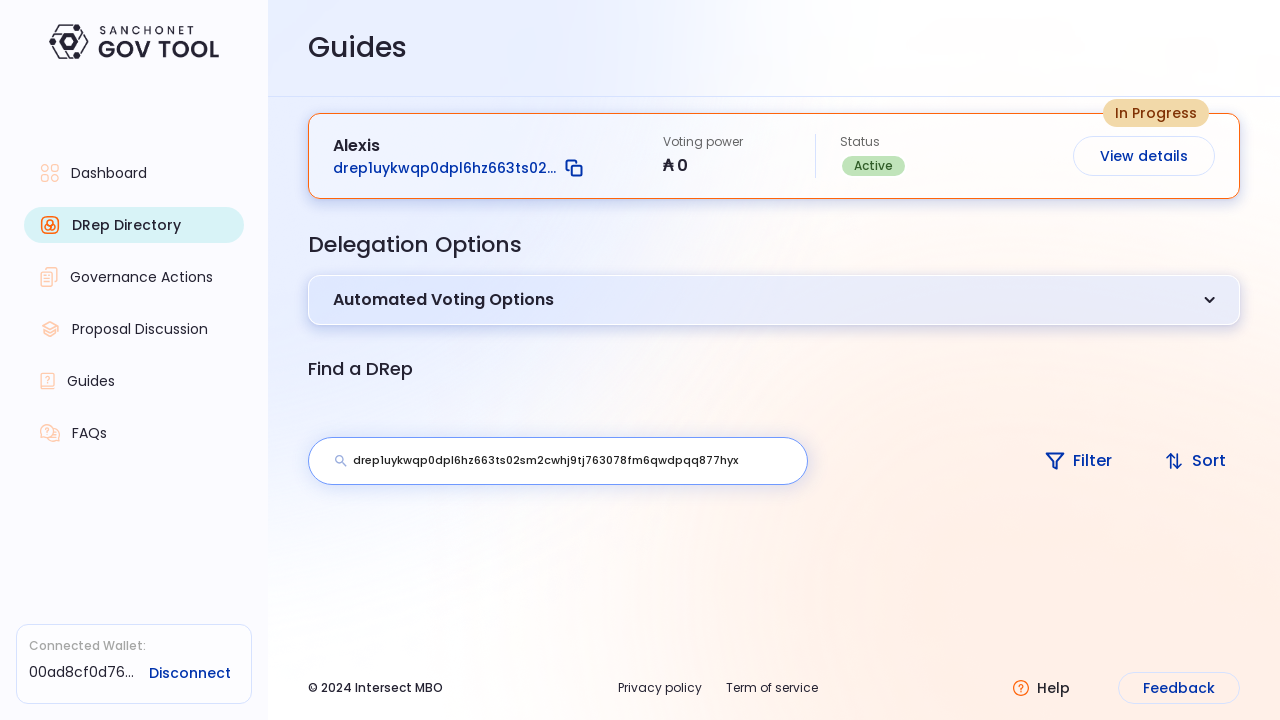 SANCHONET
GOV TOOL
Dashboard
DRep Directory
Governance Actions
Proposal Discussion
Guides
FAQs
Connected Wallet:
00ad8cf0d76...
Disconnect
Guides
In Progress
Alexis
drep1uykwqp0dpl6hz663ts02...
Voting power
₳ 0
Status
Active
View details
Delegation Options
Automated Voting Options
Find a DRep
drep1uykwqp0dpl6hz663ts02sm2cwhj9tj763078fm6qwdpqq877hyx
Filter
Sort
© 2024 Intersect MBO
Privacy policy
Term of service
Help
Feedback